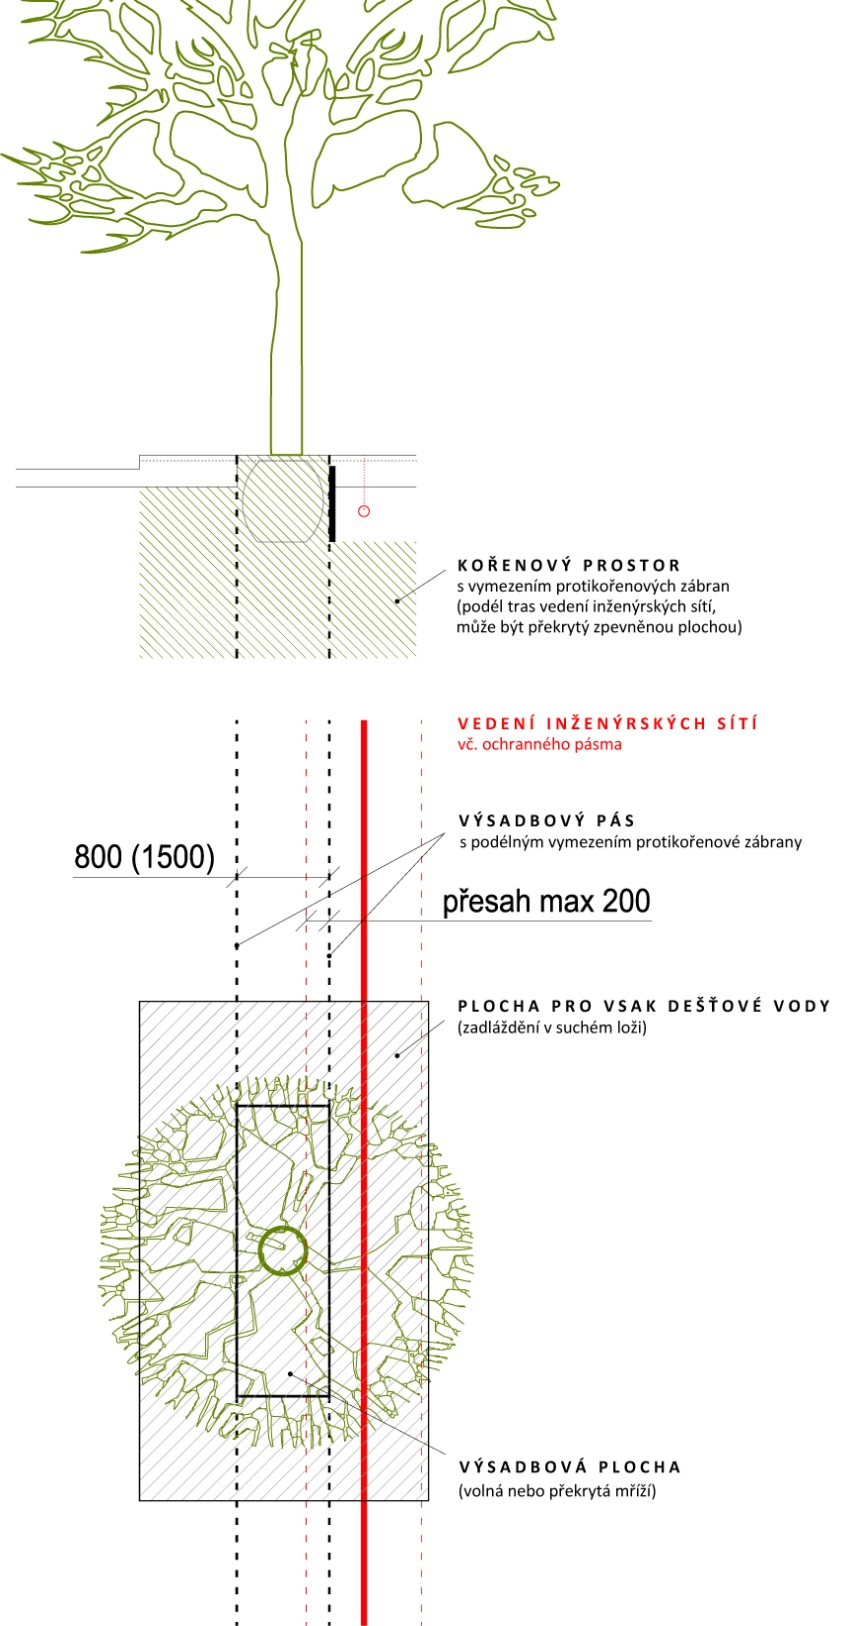 KOŘENOVÝ PROSTOR
s vymezením protikořenových zábran
(podél tras vedení inženýrských sítí,
může být překrytý zpevněnou plochou)
VEDENÍ INŽENÝRSKÝCH SÍTÍ
vč. ochranného pásma
VÝSADBOVÝ PÁS
s podélným vymezením protikořenové zábrany
800 (1500)
přesah max 200
PLOCHA PRO VSAK DEŠŤOVÉ VODY
(zadláždění v suchém loži)
VÝSADBOVÁ PLOCHA
(volná nebo překrytá mříží)